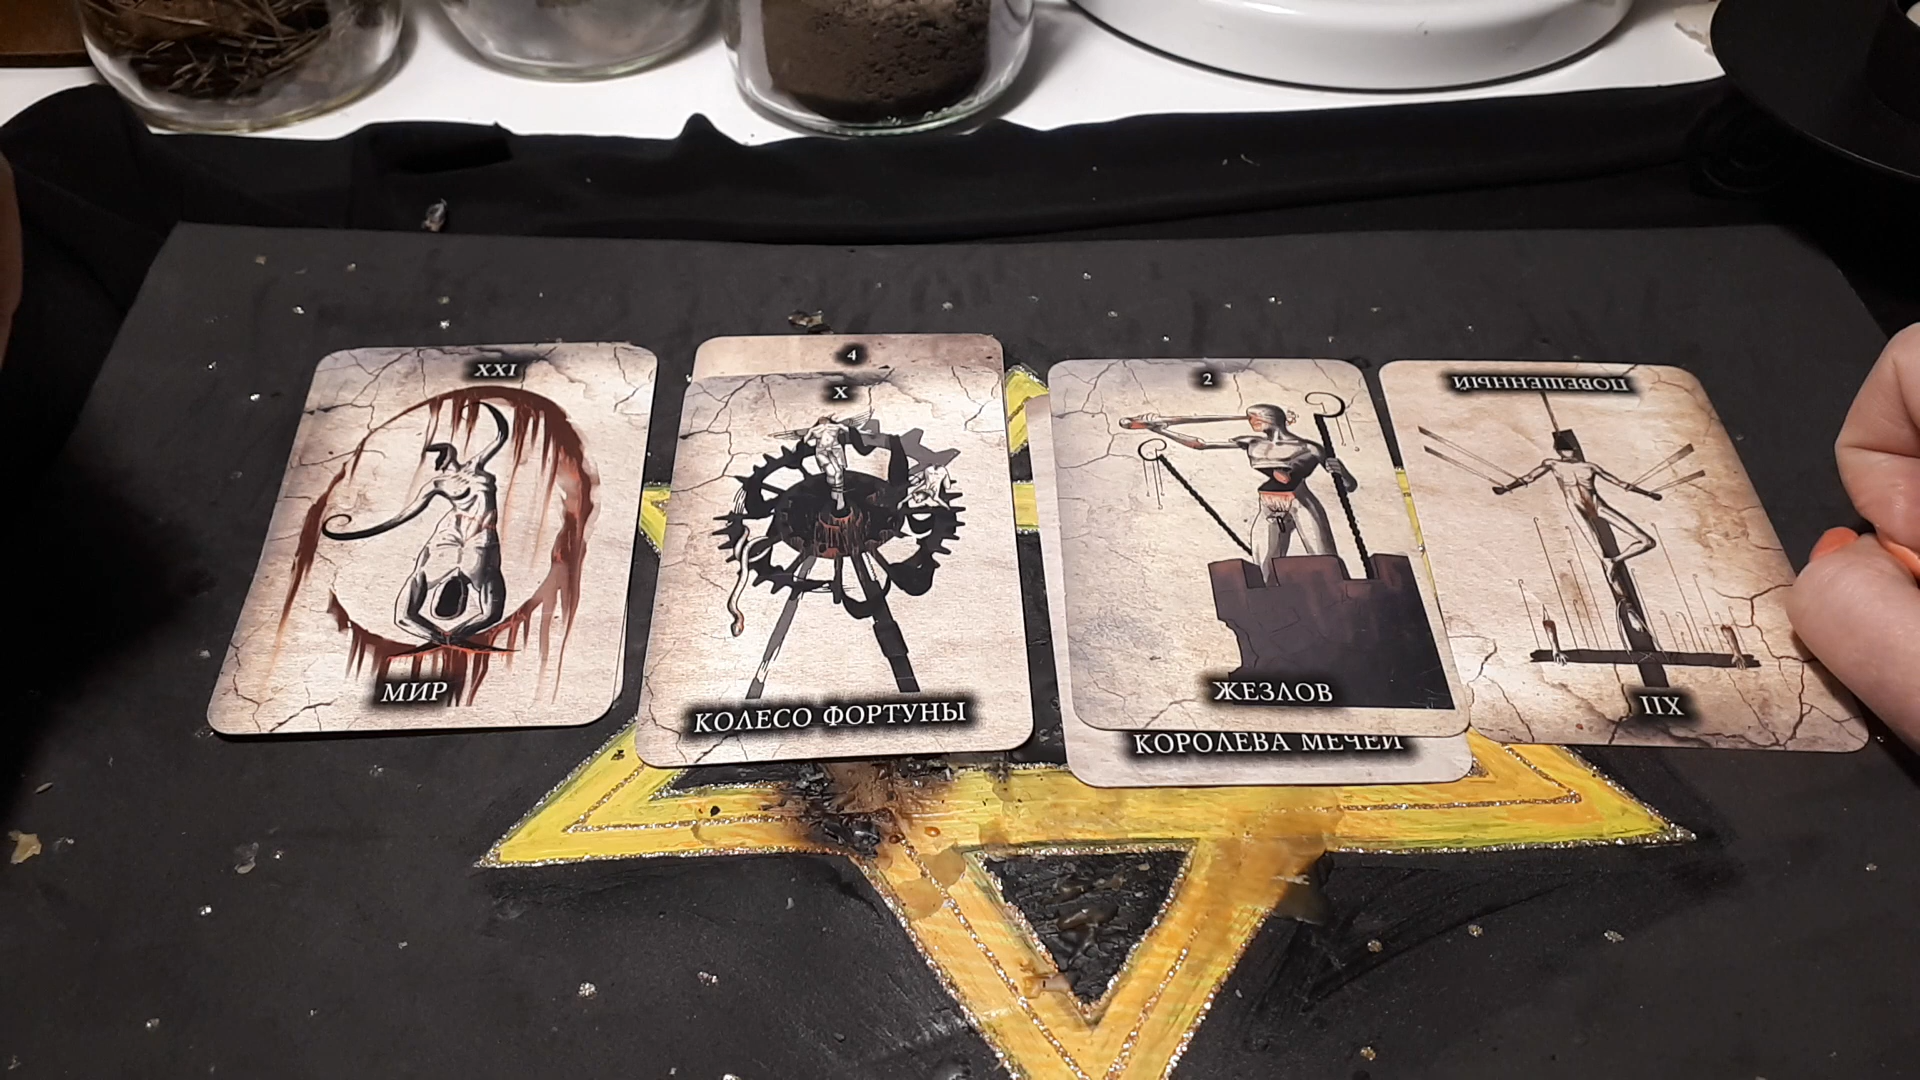 XXI
МИР
4
X
КОЛЕСО ФОРТУНЫ
2
ЖЕЗЛОВ
КОРОЛЕВА МЕЧЕЙ
ПОВЕШЕННЫЙ
XII